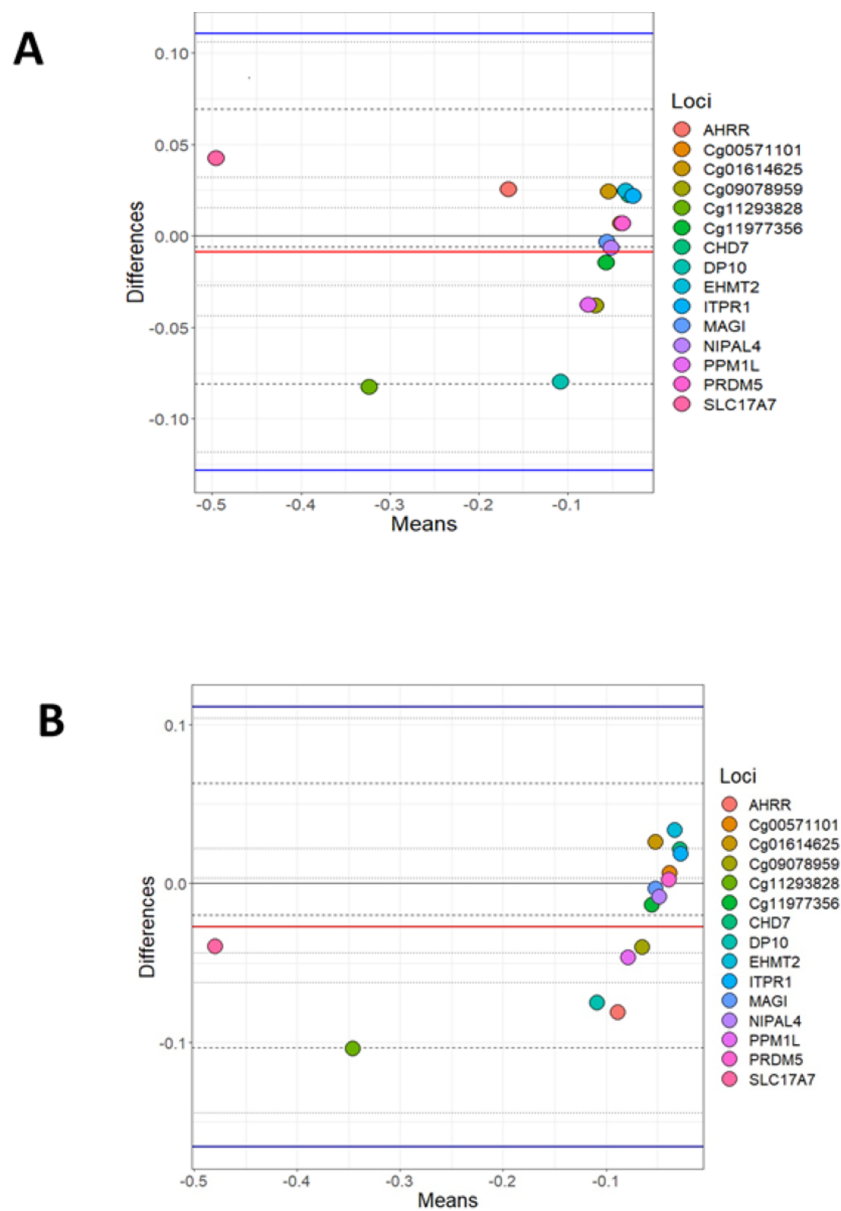 A
0.10
0.05
0.00
-0.05
-0.10
Differences
-0.5
-0.4
-0.3
-0.2
-0.1
Means
Loci
AHRR
Cg00571101
Cg01614625
Cg09078959
Cg11293828
Cg11977356
CHD7
DP10
EHMT2
ITPR1
MAGI
NIPAL4
PPM1L
PRDM5
SLC17A7
B
0.1
0.0
-0.1
Differences
-0.5
-0.4
-0.3
-0.2
-0.1
Means
Loci
AHRR
Cg00571101
Cg01614625
Cg09078959
Cg11293828
Cg11977356
CHD7
DP10
EHMT2
ITPR1
MAGI
NIPAL4
PPM1L
PRDM5
SLC17A7